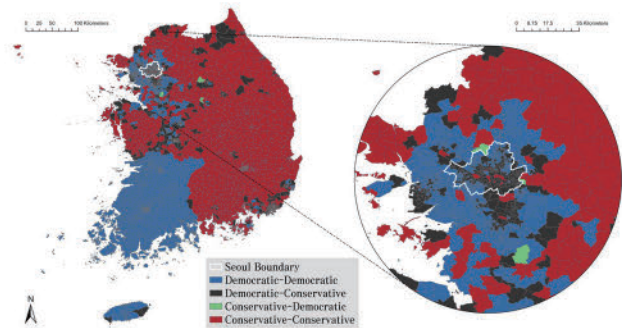 0 25 50 100 Kilometers
0 8.75 17.5 35 Kilometers
Seoul Boundary
Democratic-Democratic
Democratic-Conservative
Conservative-Democratic
Conservative-Conservative
N